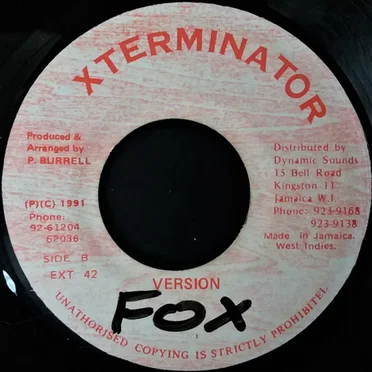 XTERMINATOR
Produced &
Arranged by
P. BURRELL
Distributed by
Dynamic Sounds
15 Bell Road
Kingston 11
Jamaica W.I.
Phone: 923-9168
923-9138
Made in Jamaica.
West Indies.
(P)(C) 1991
Phone:
92-61204
62036
SIDE B
EXT 42
VERSION
FOX
UNAUTHORISED COPYING IS STRICTLY PROHIBITEL